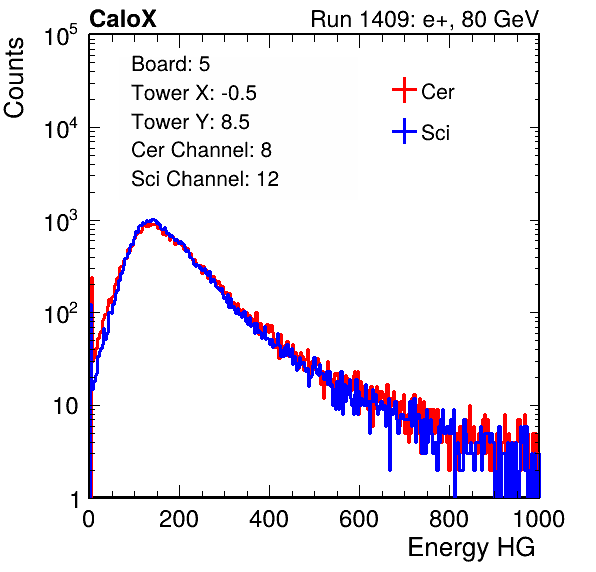 CaloX Run 1409: e+, 80 GeV
Counts
Board: 5
Tower X: -0.5
Tower Y: 8.5
Cer Channel: 8
Sci Channel: 12
Cer
Sci
10^5
10^4
10^3
10^2
10
1
0 200 400 600 800 1000
Energy HG